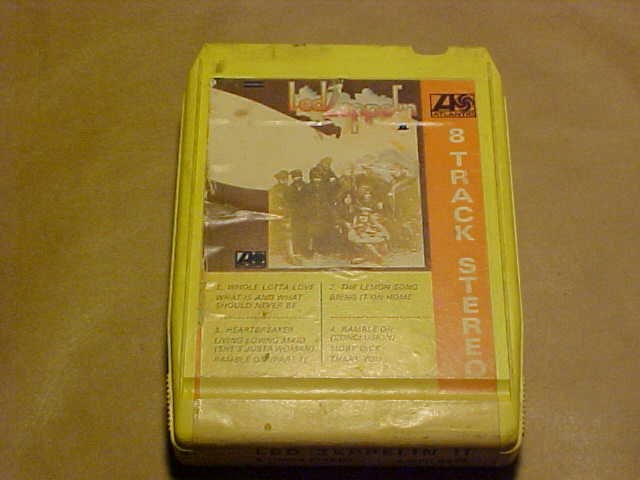 Led Zeppelin
II
ATLANTIC
8 TRACK STEREO
1. WHOLE LOTTA LOVE
WHAT IS AND WHAT
SHOULD NEVER BE
2. THE LEMON SONG
BRING IT ON HOME
3. HEARTBREAKER
LIVING LOVING MAID
(SHE'S JUST A WOMAN)
RAMBLE ON (PART 1)
4. RAMBLE ON
(CONCLUSION)
MOBY DICK
THANK YOU
LED ZEPPELIN II